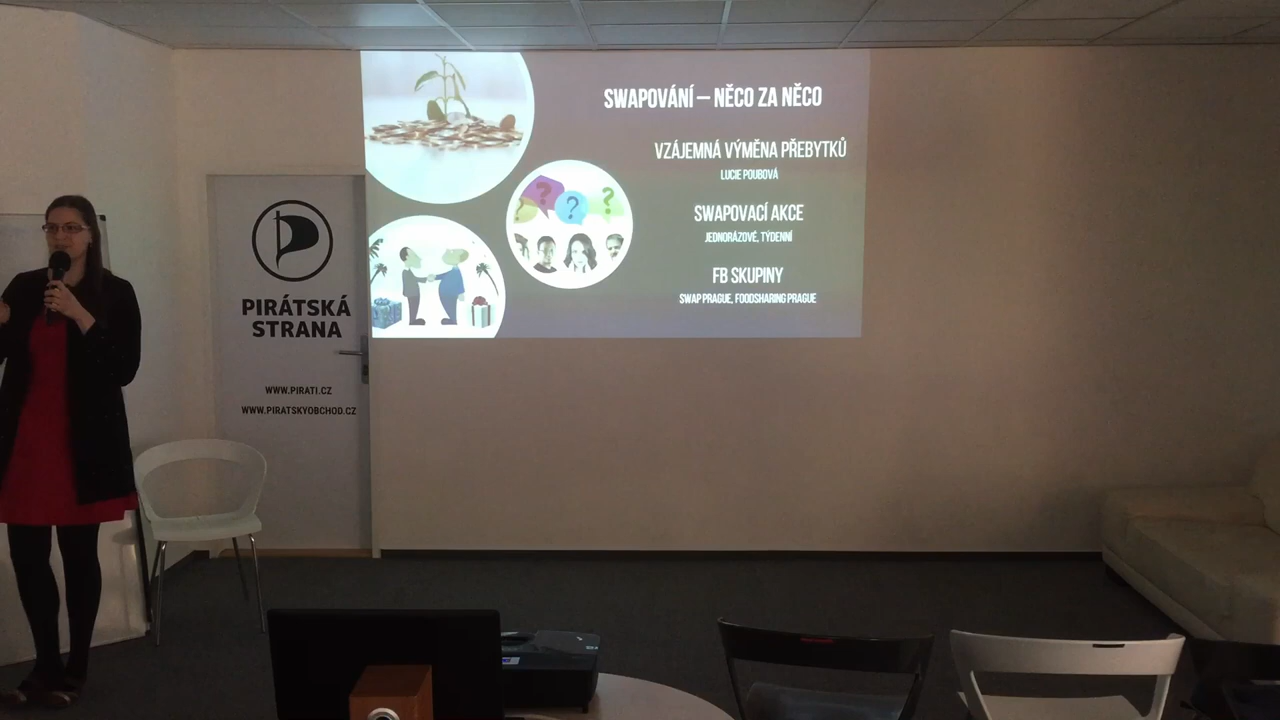 SWAPOVÁNÍ – NĚCO ZA NĚCO
VZÁJEMNÁ VÝMĚNA PŘEBYTKŮ
LUCIE POUBOVÁ
SWAPOVACÍ AKCE
JEDNORÁZOVÉ, TÝDENNÍ
FB SKUPINY
SWAP PRAGUE, FOODSHARING PRAGUE
? ? ?
PIRÁTSKÁ
STRANA
WWW.PIRATI.CZ
WWW.PIRATSKYOBCHOD.CZ